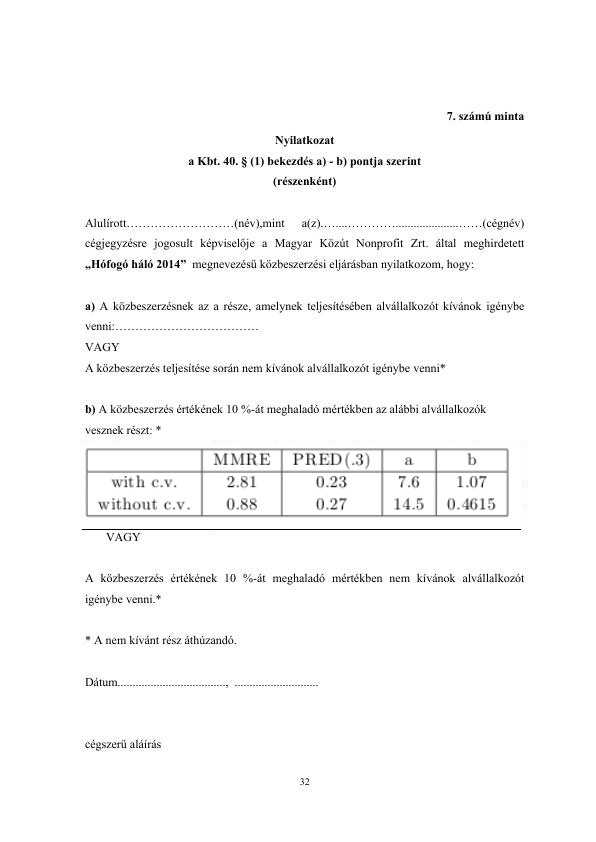 7. számú minta
Nyilatkozat
a Kbt. 40. § (1) bekezdés a) - b) pontja szerint
(részenként)
Alulírott………………………(név),mint a(z)…....…………......................……(cégnév)
cégjegyzésre jogosult képviselője a Magyar Közút Nonprofit Zrt. által meghirdetett
„Hófogó háló 2014” megnevezésű közbeszerzési eljárásban nyilatkozom, hogy:
a) A közbeszerzésnek az a része, amelynek teljesítésében alvállalkozót kívánok igénybe
venni:………………………………
VAGY
A közbeszerzés teljesítése során nem kívánok alvállalkozót igénybe venni*
b) A közbeszerzés értékének 10 %-át meghaladó mértékben az alábbi alvállalkozók
vesznek részt: *
MMRE PRED(.3) a b
with c.v. 2.81 0.23 7.6 1.07
without c.v. 0.88 0.27 14.5 0.4615
VAGY
A közbeszerzés értékének 10 %-át meghaladó mértékben nem kívánok alvállalkozót
igénybe venni.*
* A nem kívánt rész áthúzandó.
Dátum...................................., ............................
cégszerű aláírás
32